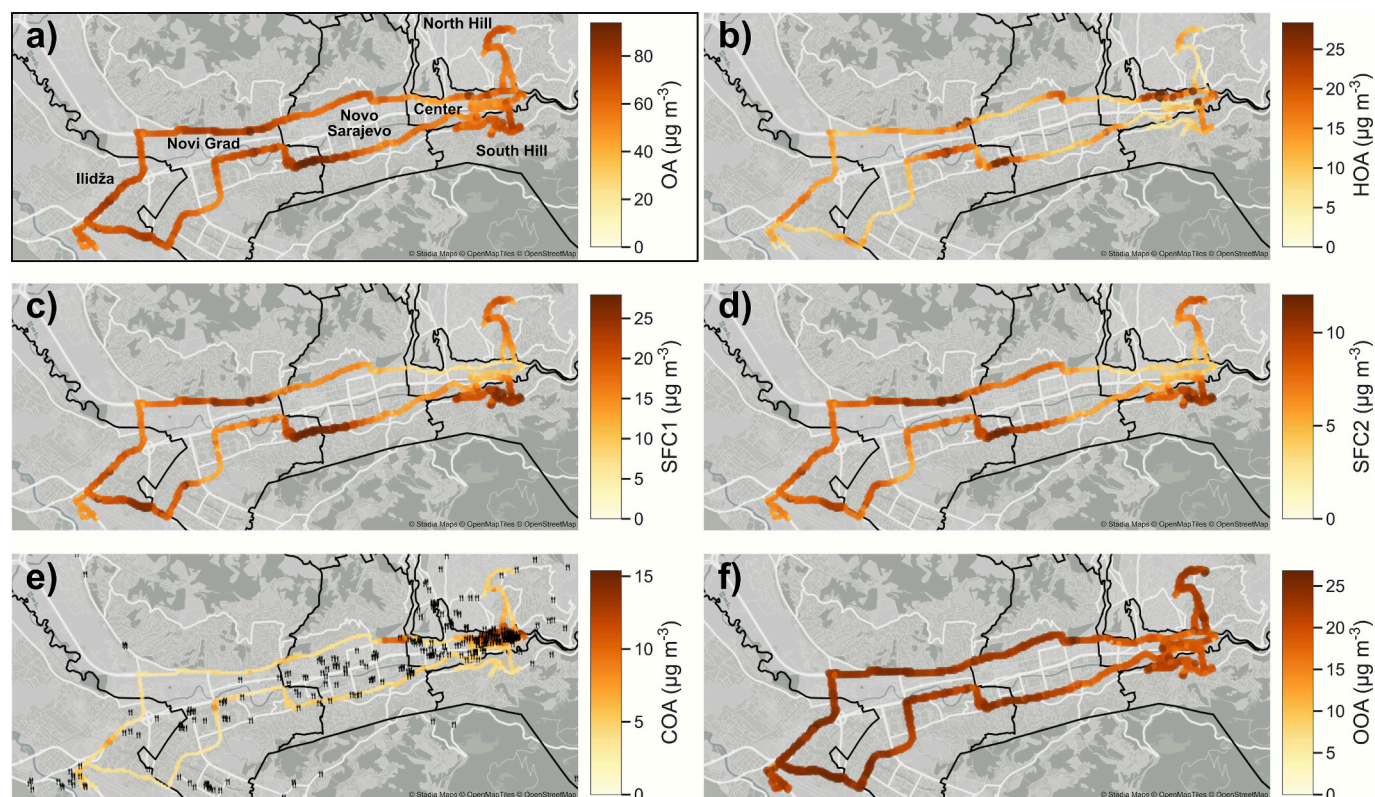 a)
North Hill
Center
Novo
Sarajevo
Novi Grad
South Hill
Ilidža
© Stadia Maps © OpenMapTiles © OpenStreetMap
80
60
40
20
0
OA (µg m⁻³)
b)
© Stadia Maps © OpenMapTiles © OpenStreetMap
25
20
15
10
5
0
HOA (µg m⁻³)
c)
© Stadia Maps © OpenMapTiles © OpenStreetMap
25
20
15
10
5
0
SFC1 (µg m⁻³)
d)
© Stadia Maps © OpenMapTiles © OpenStreetMap
10
5
0
SFC2 (µg m⁻³)
e)
© Stadia Maps © OpenMapTiles © OpenStreetMap
15
10
5
0
COA (µg m⁻³)
f)
© Stadia Maps © OpenMapTiles © OpenStreetMap
25
20
15
10
5
0
OOA (µg m⁻³)